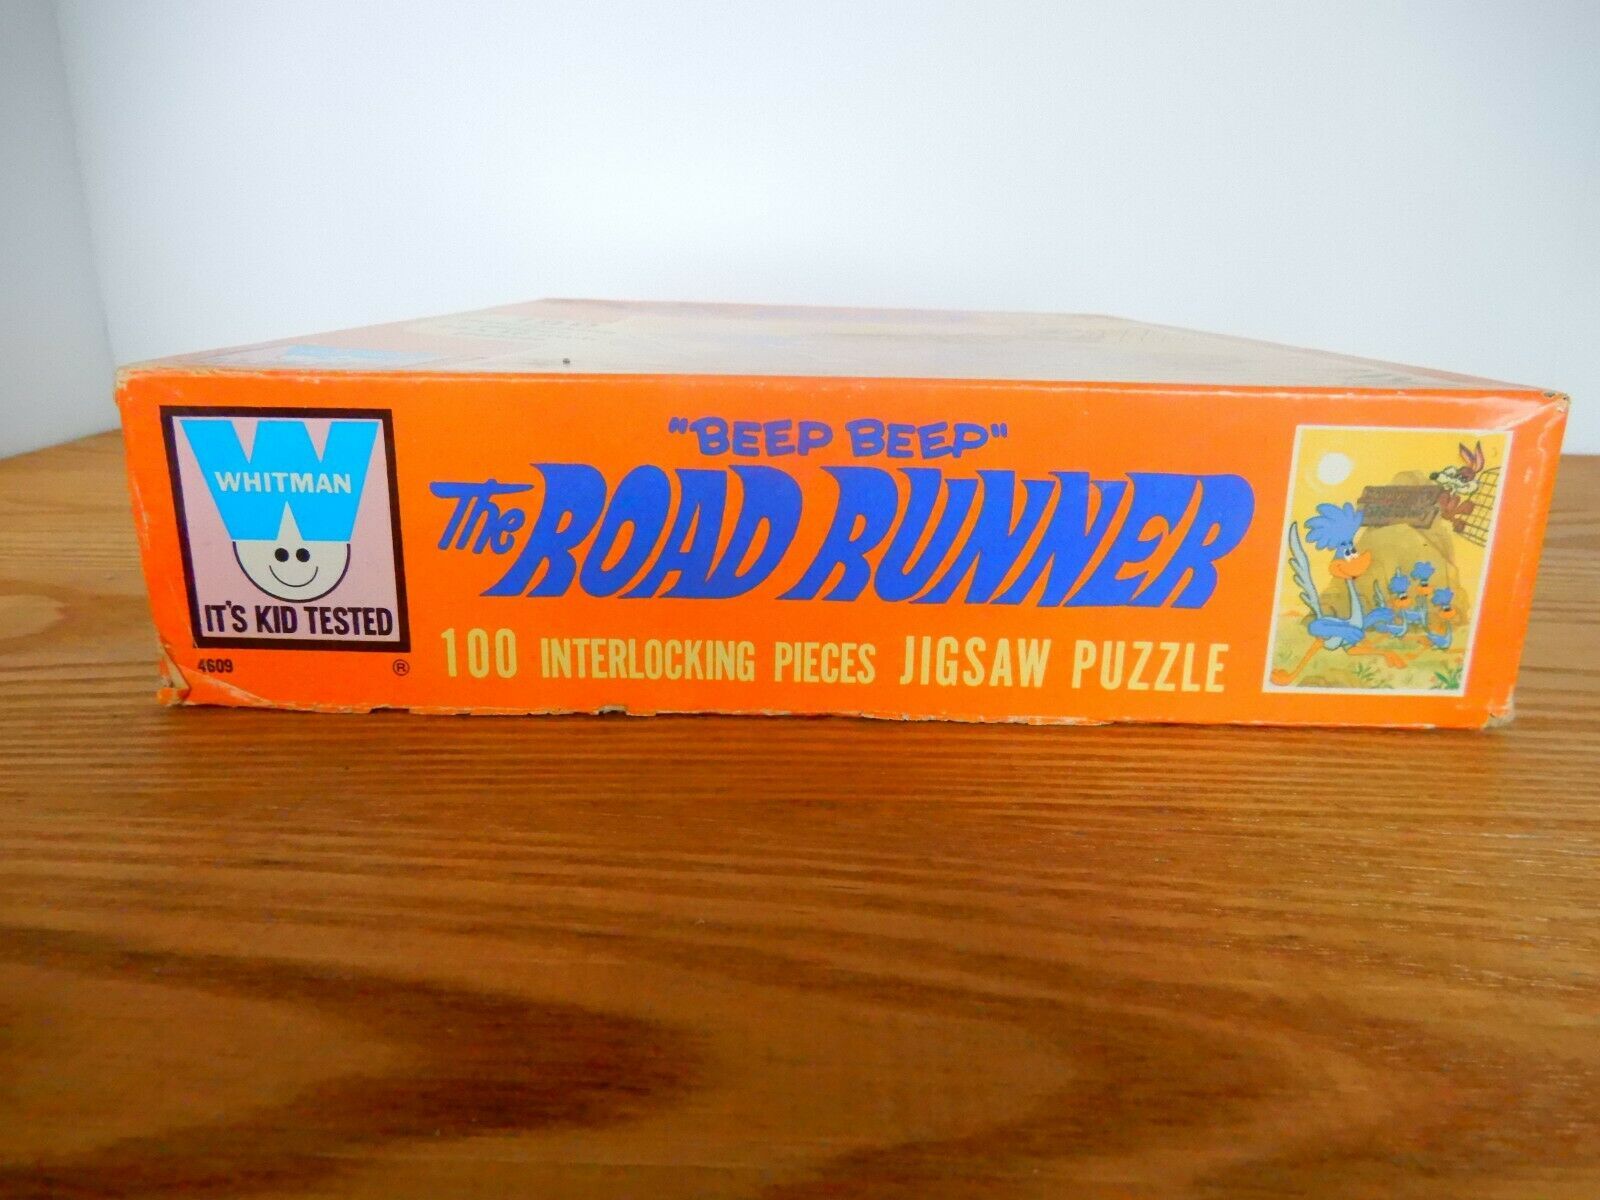 WHITMAN
IT'S KID TESTED
4609
®
"BEEP BEEP"
The ROAD RUNNER
100 INTERLOCKING PIECES JIGSAW PUZZLE